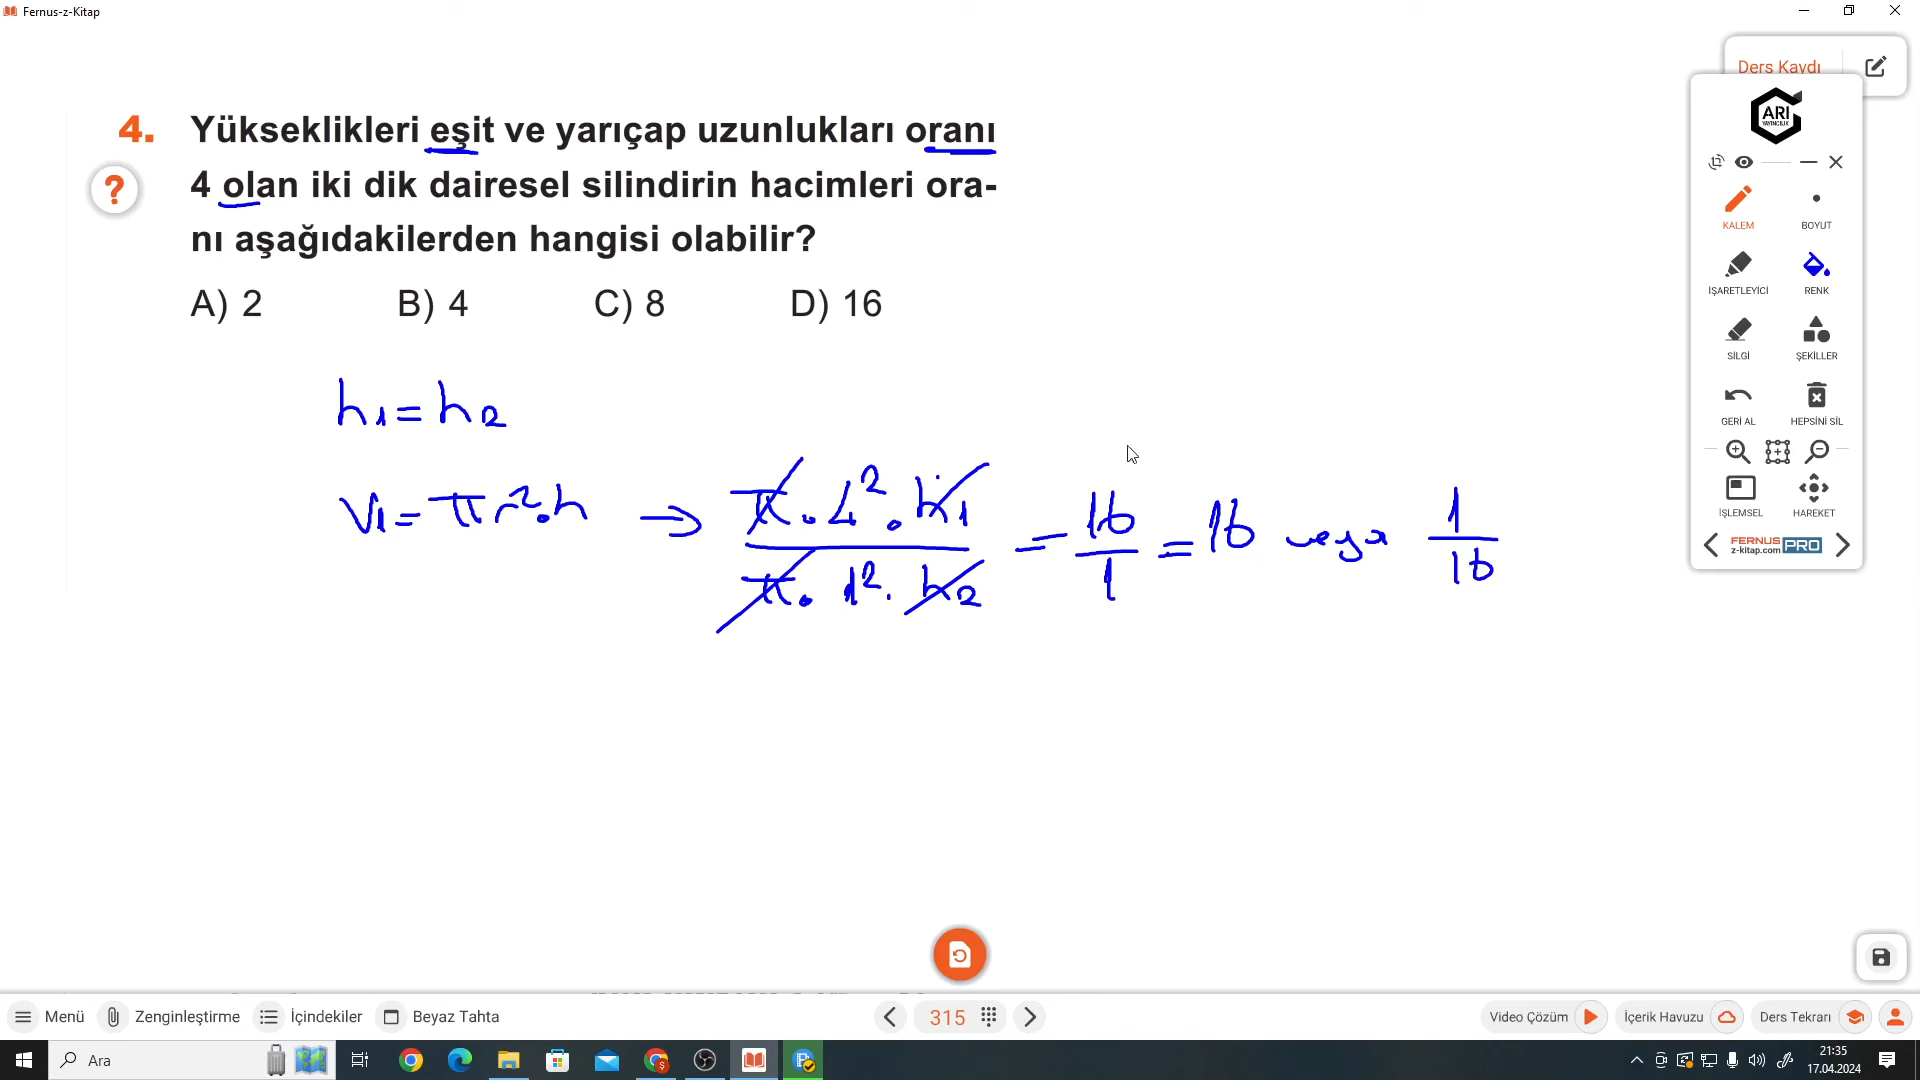 Fernus-z-Kitap
Ders Kaydı
ARI
YAYINCILIK
4. Yükseklikleri eşit ve yarıçap uzunlukları oranı
? 4 olan iki dik dairesel silindirin hacimleri ora-
nı aşağıdakilerden hangisi olabilir?
A) 2 B) 4 C) 8 D) 16
h1 = h2
V1 = πr².h ⇒ π.4².h1 / π.1².h2 = 16/1 = 16 veya 1/16
KALEM BOYUT
İŞARETLEYİCİ RENK
SİLGİ ŞEKİLLER
GERİ AL HEPSİNİ SİL
İŞLEMSEL HAREKET
FERNUS
z-kitap.com PRO
Menü Zenginleştirme İçindekiler Beyaz Tahta 315 Video Çözüm İçerik Havuzu Ders Tekrarı
Ara
21:35
17.04.2024